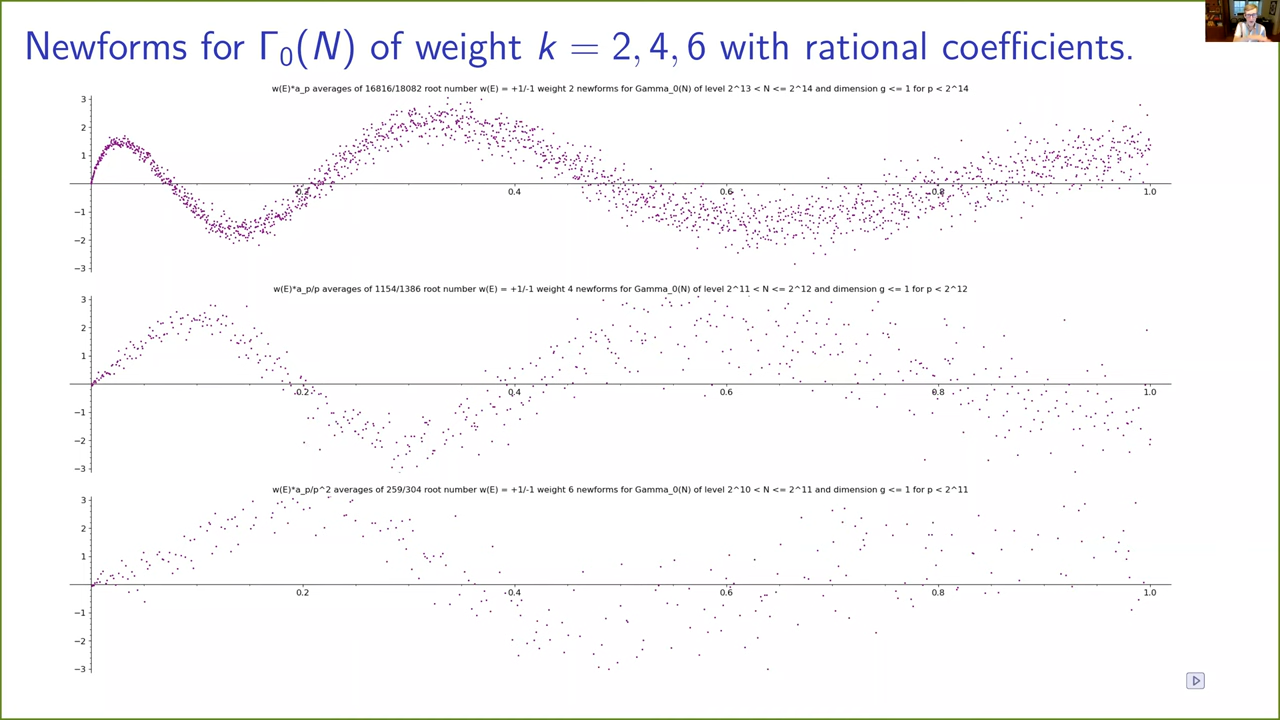 Newforms for Γ₀(N) of weight k = 2, 4, 6 with rational coefficients.
w(E)*a_p averages of 16816/18082 root number w(E) = +1/-1 weight 2 newforms for Gamma_0(N) of level 2^13 < N <= 2^14 and dimension g <= 1 for p < 2^14
3
2
1
0.2 0.4 0.6 0.8 1.0
−1
−2
−3
w(E)*a_p/p averages of 1154/1386 root number w(E) = +1/-1 weight 4 newforms for Gamma_0(N) of level 2^11 < N <= 2^12 and dimension g <= 1 for p < 2^12
3
2
1
0.2 0.4 0.6 0.8 1.0
−1
−2
−3
w(E)*a_p/p^2 averages of 259/304 root number w(E) = +1/-1 weight 6 newforms for Gamma_0(N) of level 2^10 < N <= 2^11 and dimension g <= 1 for p < 2^11
3
2
1
0.2 0.4 0.6 0.8 1.0
−1
−2
−3